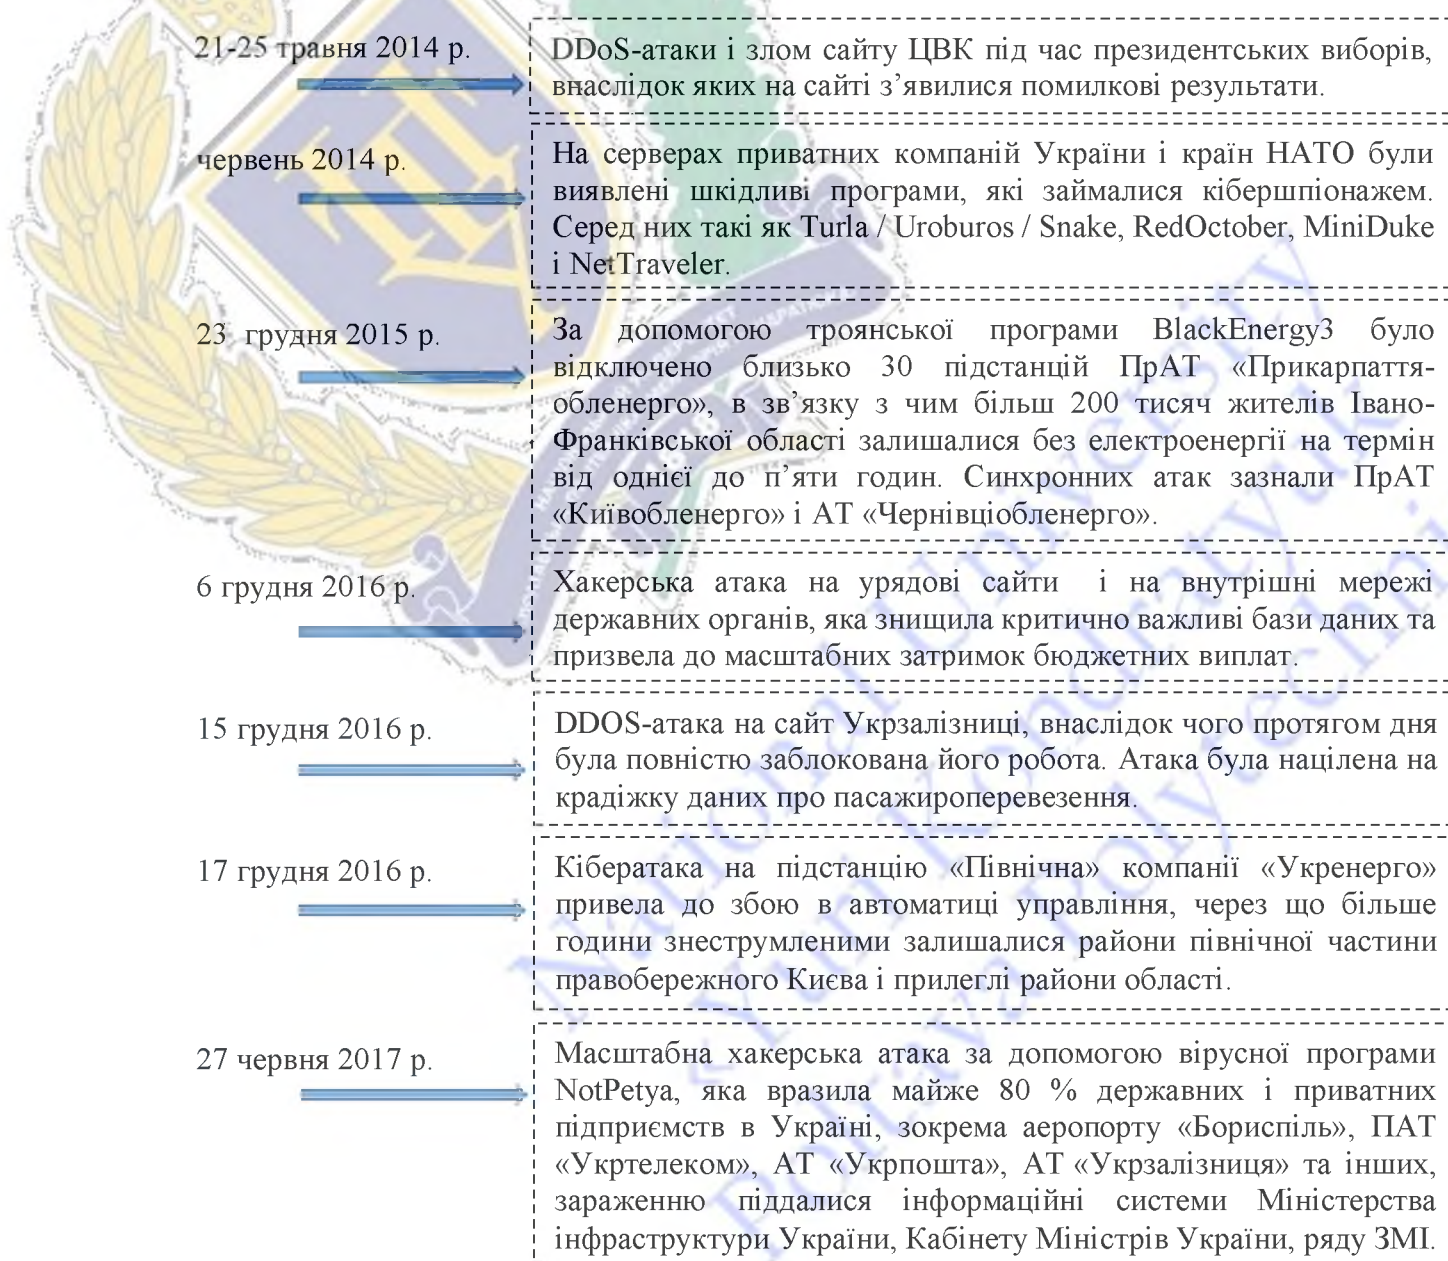 21-25 травня 2014 р.
DDoS-атаки і злом сайту ЦВК під час президентських виборів,
внаслідок яких на сайті з’явилися помилкові результати.
червень 2014 р.
На серверах приватних компаній України і країн НАТО були
виявлені шкідливі програми, які займалися кібершпіонажем.
Серед них такі як Turla / Uroburos / Snake, RedOctober, MiniDuke
і NetTraveler.
23 грудня 2015 р.
За допомогою троянської програми BlackEnergy3 було
відключено близько 30 підстанцій ПрАТ «Прикарпаття-
обленерго», в зв’язку з чим більш 200 тисяч жителів Івано-
Франківської області залишалися без електроенергії на термін
від однієї до п’яти годин. Синхронних атак зазнали ПрАТ
«Київобленерго» і АТ «Чернівціобленерго».
6 грудня 2016 р.
Хакерська атака на урядові сайти і на внутрішні мережі
державних органів, яка знищила критично важливі бази даних та
призвела до масштабних затримок бюджетних виплат.
15 грудня 2016 р.
DDOS-атака на сайт Укрзалізниці, внаслідок чого протягом дня
була повністю заблокована його робота. Атака була націлена на
крадіжку даних про пасажироперевезення.
17 грудня 2016 р.
Кібератака на підстанцію «Північна» компанії «Укренерго»
привела до збою в автоматиці управління, через що більше
години знеструмленими залишалися райони північної частини
правобережного Києва і прилеглі райони області.
27 червня 2017 р.
Масштабна хакерська атака за допомогою вірусної програми
NotPetya, яка вразила майже 80 % державних і приватних
підприємств в Україні, зокрема аеропорту «Бориспіль», ПАТ
«Укртелеком», АТ «Укрпошта», АТ «Укрзалізниця» та інших,
зараженню піддалися інформаційні системи Міністерства
інфраструктури України, Кабінету Міністрів України, ряду ЗМІ.
National University
«Yuri Kondratyuk
Poltava Polytechni